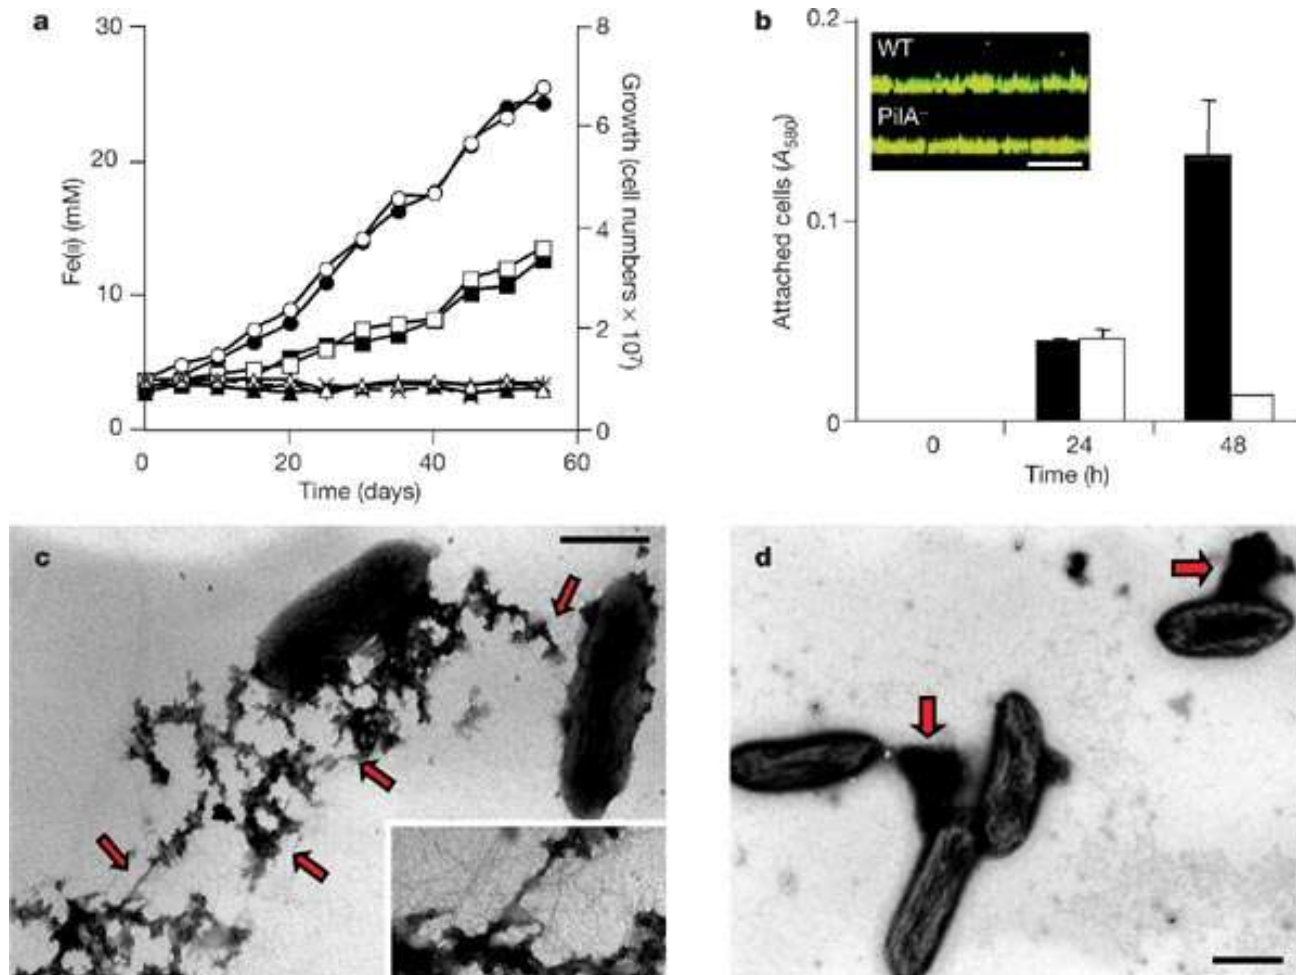 a
30
20
10
0
Fe(II) (mM)
8
6
4
2
0
Growth (cell numbers × 10⁷)
0
20
40
60
Time (days)
b
0.2
0.1
0
Attached cells (A₅₈₀)
WT
PilA⁻
0
24
48
Time (h)
c
d